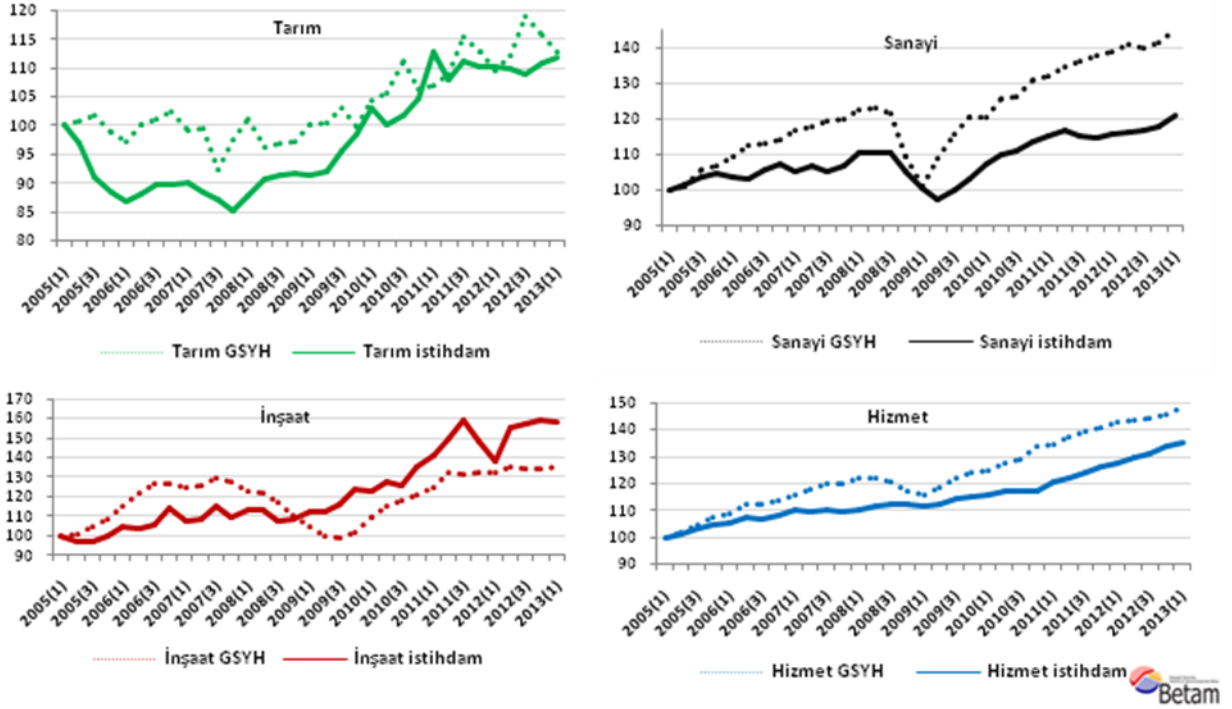 Tarım
120
115
110
105
100
95
90
85
80
2005(1) 2005(3) 2006(1) 2006(3) 2007(1) 2007(3) 2008(1) 2008(3) 2009(1) 2009(3) 2010(1) 2010(3) 2011(1) 2011(3) 2012(1) 2012(3) 2013(1)
Tarım GSYH Tarım istihdam
Sanayi
140
130
120
110
100
90
2005(1) 2005(3) 2006(1) 2006(3) 2007(1) 2007(3) 2008(1) 2008(3) 2009(1) 2009(3) 2010(1) 2010(3) 2011(1) 2011(3) 2012(1) 2012(3) 2013(1)
Sanayi GSYH Sanayi istihdam
İnşaat
170
160
150
140
130
120
110
100
90
2005(1) 2005(3) 2006(1) 2006(3) 2007(1) 2007(3) 2008(1) 2008(3) 2009(1) 2009(3) 2010(1) 2010(3) 2011(1) 2011(3) 2012(1) 2012(3) 2013(1)
İnşaat GSYH İnşaat istihdam
Hizmet
150
140
130
120
110
100
90
2005(1) 2005(3) 2006(1) 2006(3) 2007(1) 2007(3) 2008(1) 2008(3) 2009(1) 2009(3) 2010(1) 2010(3) 2011(1) 2011(3) 2012(1) 2012(3) 2013(1)
Hizmet GSYH Hizmet istihdam
Betam